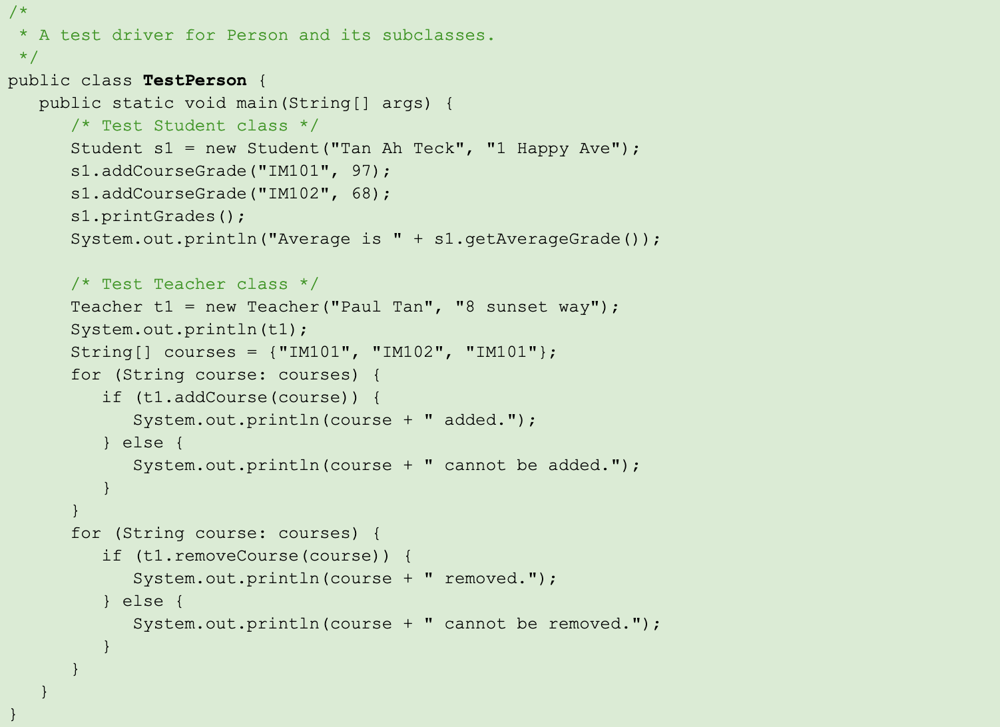 /*
 * A test driver for Person and its subclasses.
 */
public class TestPerson {
   public static void main(String[] args) {
      /* Test Student class */
      Student s1 = new Student("Tan Ah Teck", "1 Happy Ave");
      s1.addCourseGrade("IM101", 97);
      s1.addCourseGrade("IM102", 68);
      s1.printGrades();
      System.out.println("Average is " + s1.getAverageGrade());

      /* Test Teacher class */
      Teacher t1 = new Teacher("Paul Tan", "8 sunset way");
      System.out.println(t1);
      String[] courses = {"IM101", "IM102", "IM101"};
      for (String course: courses) {
         if (t1.addCourse(course)) {
            System.out.println(course + " added.");
         } else {
            System.out.println(course + " cannot be added.");
         }
      }
      for (String course: courses) {
         if (t1.removeCourse(course)) {
            System.out.println(course + " removed.");
         } else {
            System.out.println(course + " cannot be removed.");
         }
      }
   }
}